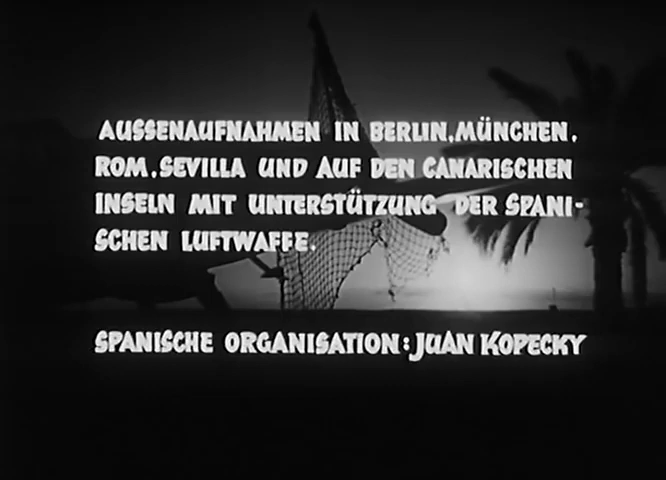 AUSSENAUFNAHMEN IN BERLIN, MÜNCHEN,
ROM, SEVILLA UND AUF DEN CANARISCHEN
INSELN MIT UNTERSTÜTZUNG DER SPANI-
SCHEN LUFTWAFFE.
SPANISCHE ORGANISATION: JUAN KOPECKY